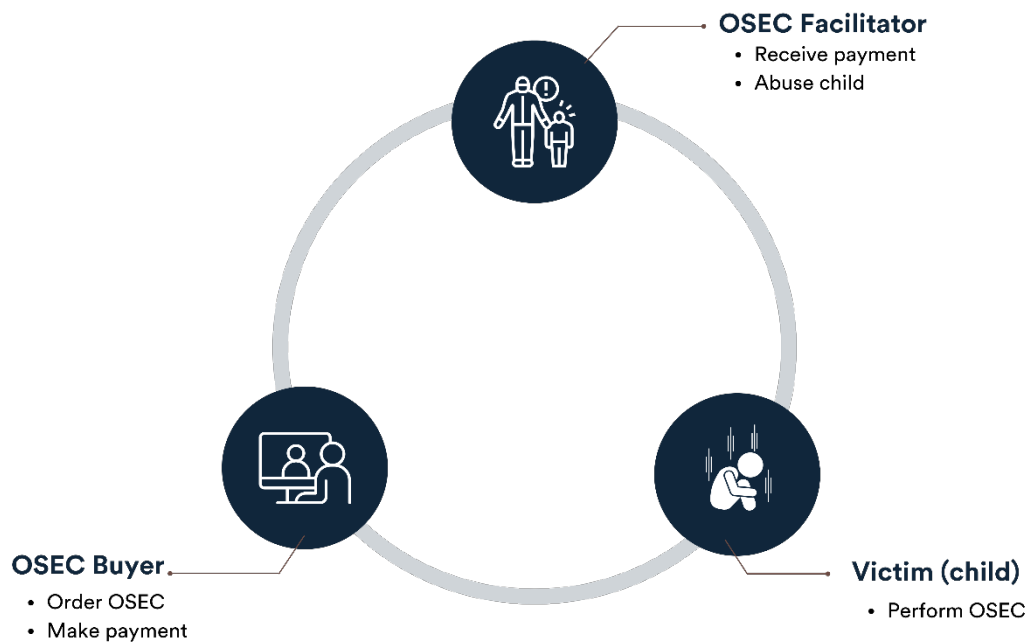 OSEC Facilitator
• Receive payment
• Abuse child
OSEC Buyer
• Order OSEC
• Make payment
Victim (child)
• Perform OSEC